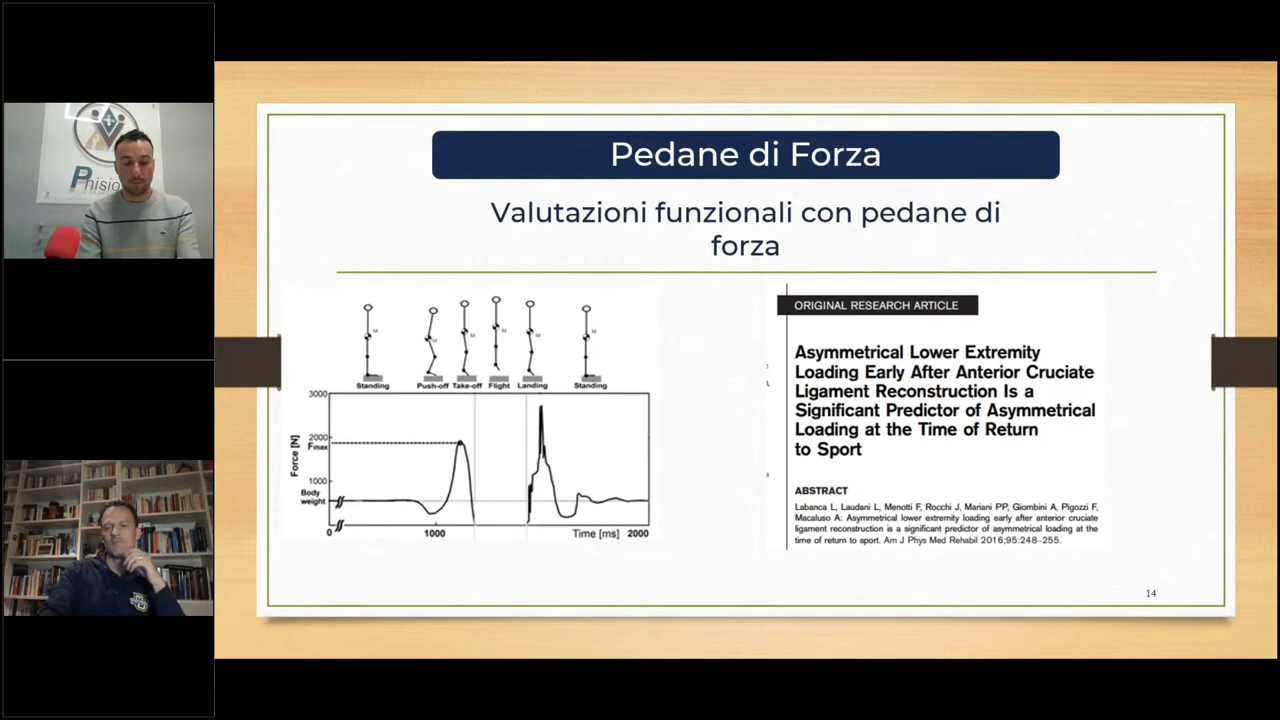 Phisio
Pedane di Forza
Valutazioni funzionali con pedane di
forza
M M M M M M
Standing Push-off Take-off Flight Landing Standing
3000
2000
Fmax
Force [N]
1000
Body
weight
0 1000 Time [ms] 2000
ORIGINAL RESEARCH ARTICLE
Asymmetrical Lower Extremity
Loading Early After Anterior Cruciate
Ligament Reconstruction Is a
Significant Predictor of Asymmetrical
Loading at the Time of Return
to Sport
ABSTRACT
Labanca L, Laudani L, Menotti F, Rocchi J, Mariani PP, Giombini A, Pigozzi F,
Macaluso A: Asymmetrical lower extremity loading early after anterior cruciate
ligament reconstruction is a significant predictor of asymmetrical loading at the
time of return to sport. Am J Phys Med Rehabil 2016;95:248–255.
14